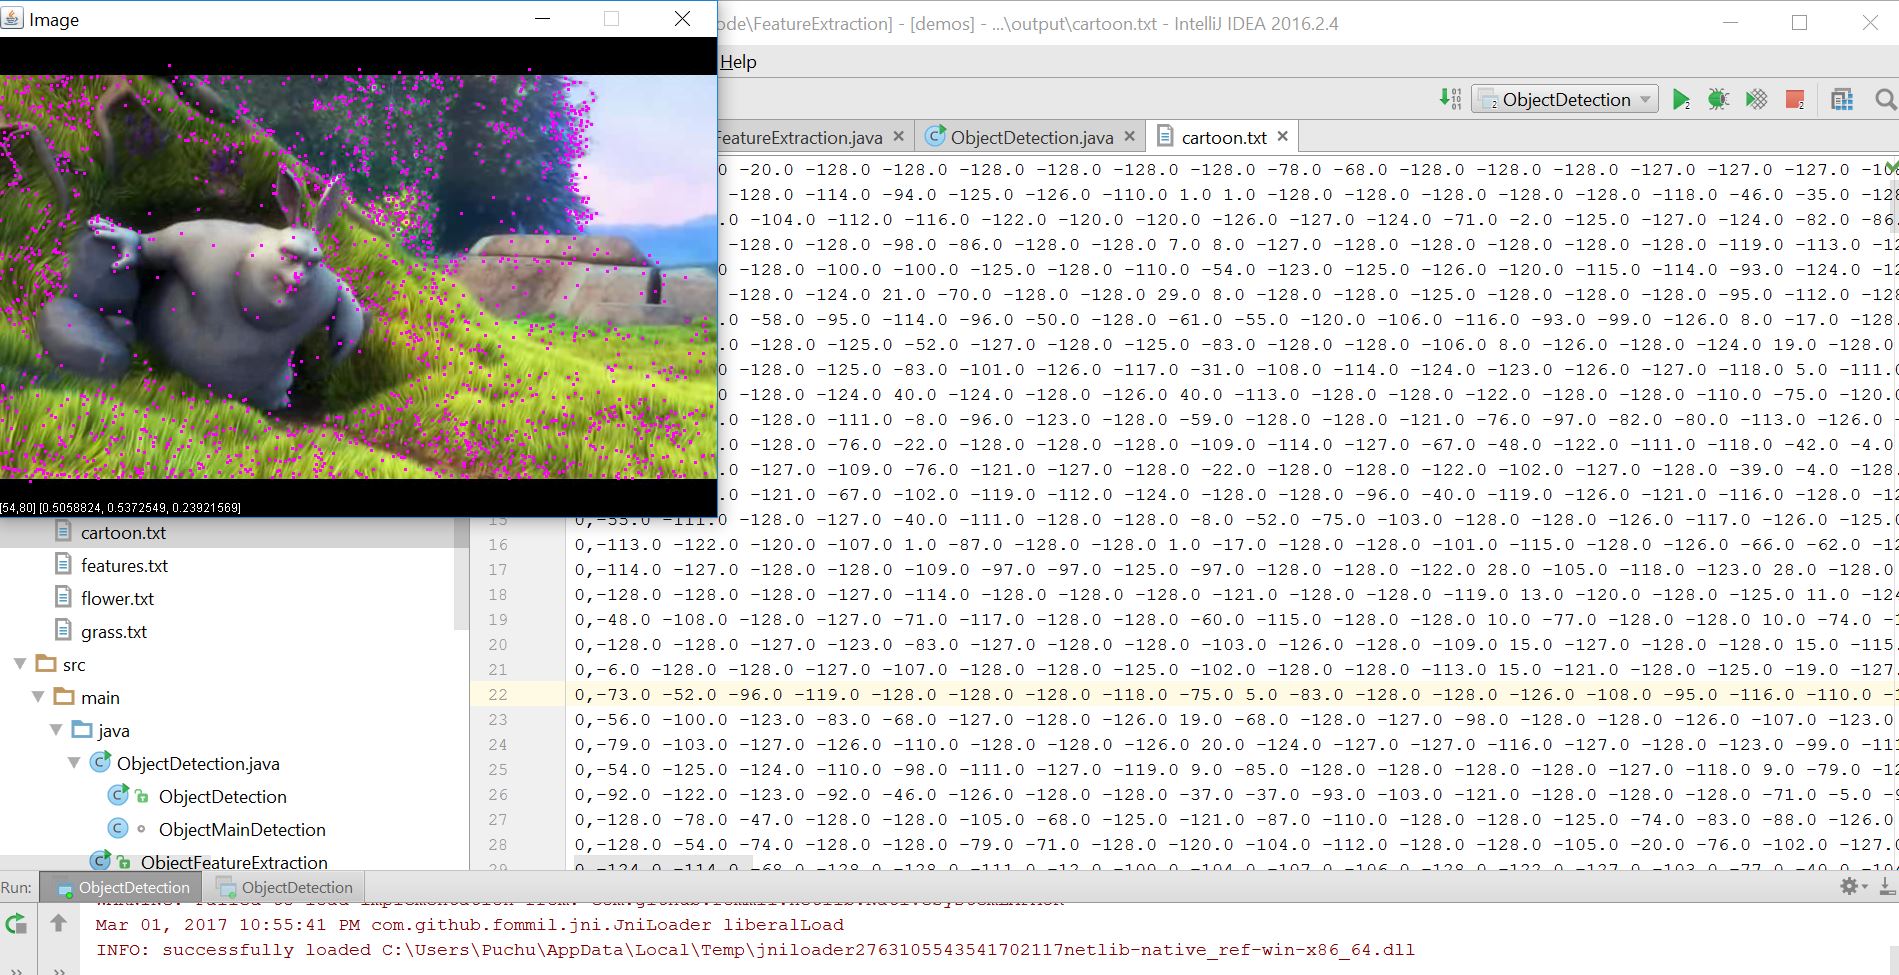 Image
ode\FeatureExtraction] - [demos] - ...\output\cartoon.txt - IntelliJ IDEA 2016.2.4
Help
2 ObjectDetection 2 2
FeatureExtraction.java ObjectDetection.java cartoon.txt
-20.0 -128.0 -128.0 -128.0 -128.0 -128.0 -78.0 -68.0 -128.0 -128.0 -128.0 -127.0 -127.0 -127.0
-128.0 -114.0 -94.0 -125.0 -126.0 -110.0 1.0 1.0 -128.0 -128.0 -128.0 -128.0 -128.0 -118.0 -46.0 -35.0
.0 -104.0 -112.0 -116.0 -122.0 -120.0 -120.0 -126.0 -127.0 -124.0 -71.0 -2.0 -125.0 -127.0 -124.0 -82.0 -86.
-128.0 -128.0 -98.0 -86.0 -128.0 -128.0 7.0 8.0 -127.0 -128.0 -128.0 -128.0 -128.0 -128.0 -119.0 -113.0
-128.0 -100.0 -100.0 -125.0 -128.0 -110.0 -54.0 -123.0 -125.0 -126.0 -120.0 -115.0 -114.0 -93.0 -124.0
-128.0 -124.0 21.0 -70.0 -128.0 -128.0 29.0 8.0 -128.0 -128.0 -125.0 -128.0 -128.0 -128.0 -95.0 -112.0
.0 -58.0 -95.0 -114.0 -96.0 -50.0 -128.0 -61.0 -55.0 -120.0 -106.0 -116.0 -93.0 -99.0 -126.0 8.0 -17.0 -128.
-128.0 -125.0 -52.0 -127.0 -128.0 -125.0 -83.0 -128.0 -128.0 -106.0 8.0 -126.0 -128.0 -124.0 19.0 -128.0
-128.0 -125.0 -83.0 -101.0 -126.0 -117.0 -31.0 -108.0 -114.0 -124.0 -123.0 -126.0 -127.0 -118.0 5.0 -111.
-128.0 -124.0 40.0 -124.0 -128.0 -126.0 40.0 -113.0 -128.0 -128.0 -122.0 -128.0 -128.0 -110.0 -75.0 -120.
-128.0 -111.0 -8.0 -96.0 -123.0 -128.0 -59.0 -128.0 -128.0 -121.0 -76.0 -97.0 -82.0 -80.0 -113.0 -126.0 -
-128.0 -76.0 -22.0 -128.0 -128.0 -128.0 -109.0 -114.0 -127.0 -67.0 -48.0 -122.0 -111.0 -118.0 -42.0 -4.0
-127.0 -109.0 -76.0 -121.0 -127.0 -128.0 -22.0 -128.0 -128.0 -122.0 -102.0 -127.0 -128.0 -39.0 -4.0 -128.
.0 -121.0 -67.0 -102.0 -119.0 -112.0 -124.0 -128.0 -128.0 -96.0 -40.0 -119.0 -126.0 -121.0 -116.0 -128.0
[54,80] [0.5058824, 0.5372549, 0.23921569]
15 0,-55.0 -111.0 -128.0 -127.0 -40.0 -111.0 -128.0 -128.0 -8.0 -52.0 -75.0 -103.0 -128.0 -128.0 -126.0 -117.0 -126.0 -125.
16 0,-113.0 -122.0 -120.0 -107.0 1.0 -87.0 -128.0 -128.0 1.0 -17.0 -128.0 -128.0 -101.0 -115.0 -128.0 -126.0 -66.0 -62.0
17 0,-114.0 -127.0 -128.0 -128.0 -109.0 -97.0 -97.0 -125.0 -97.0 -128.0 -128.0 -122.0 28.0 -105.0 -118.0 -123.0 28.0 -128.0
18 0,-128.0 -128.0 -128.0 -127.0 -114.0 -128.0 -128.0 -128.0 -121.0 -128.0 -128.0 -119.0 13.0 -120.0 -128.0 -125.0 11.0
19 0,-48.0 -108.0 -128.0 -127.0 -71.0 -117.0 -128.0 -128.0 -60.0 -115.0 -128.0 -128.0 10.0 -77.0 -128.0 -128.0 10.0 -74.0
20 0,-128.0 -128.0 -127.0 -123.0 -83.0 -127.0 -128.0 -128.0 -103.0 -126.0 -128.0 -109.0 15.0 -127.0 -128.0 -128.0 15.0 -115.
21 0,-6.0 -128.0 -128.0 -127.0 -107.0 -128.0 -128.0 -125.0 -102.0 -128.0 -128.0 -113.0 15.0 -121.0 -128.0 -125.0 -19.0 -127.
22 0,-73.0 -52.0 -96.0 -119.0 -128.0 -128.0 -128.0 -118.0 -75.0 5.0 -83.0 -128.0 -128.0 -126.0 -108.0 -95.0 -116.0 -110.0
23 0,-56.0 -100.0 -123.0 -83.0 -68.0 -127.0 -128.0 -126.0 19.0 -68.0 -128.0 -127.0 -98.0 -128.0 -128.0 -126.0 -107.0 -123.0
24 0,-79.0 -103.0 -127.0 -126.0 -110.0 -128.0 -128.0 -126.0 20.0 -124.0 -127.0 -127.0 -116.0 -127.0 -128.0 -123.0 -99.0
25 0,-54.0 -125.0 -124.0 -110.0 -98.0 -111.0 -127.0 -119.0 9.0 -85.0 -128.0 -128.0 -128.0 -128.0 -127.0 -118.0 9.0 -79.0
26 0,-92.0 -122.0 -123.0 -92.0 -46.0 -126.0 -128.0 -128.0 -37.0 -37.0 -93.0 -103.0 -121.0 -128.0 -128.0 -128.0 -71.0 -5.0
27 0,-128.0 -78.0 -47.0 -128.0 -128.0 -105.0 -68.0 -125.0 -121.0 -87.0 -110.0 -128.0 -128.0 -125.0 -74.0 -83.0 -88.0 -126.0
28 0,-128.0 -54.0 -74.0 -128.0 -128.0 -79.0 -71.0 -128.0 -120.0 -104.0 -112.0 -128.0 -128.0 -105.0 -20.0 -76.0 -102.0 -127.
cartoon.txt
features.txt
flower.txt
grass.txt
src
main
java
ObjectDetection.java
ObjectDetection
ObjectMainDetection
ObjectFeatureExtraction
Run: ObjectDetection ObjectDetection
Mar 01, 2017 10:55:41 PM com.github.fommil.jni.JniLoader liberalLoad
INFO: successfully loaded C:\Users\Puchu\AppData\Local\Temp\jniloader2763105543541702117netlib-native_ref-win-x86_64.dll